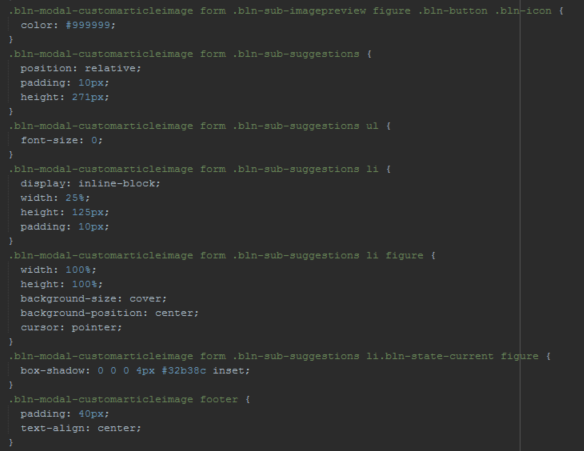 .bln-modal-customarticleimage form .bln-sub-imagepreview figure .bln-button .bln-icon {
color: #999999;
}
.bln-modal-customarticleimage form .bln-sub-suggestions {
position: relative;
padding: 10px;
height: 271px;
}
.bln-modal-customarticleimage form .bln-sub-suggestions ul {
font-size: 0;
}
.bln-modal-customarticleimage form .bln-sub-suggestions li {
display: inline-block;
width: 25%;
height: 125px;
padding: 10px;
}
.bln-modal-customarticleimage form .bln-sub-suggestions li figure {
width: 100%;
height: 100%;
background-size: cover;
background-position: center;
cursor: pointer;
}
.bln-modal-customarticleimage form .bln-sub-suggestions li.bln-state-current figure {
box-shadow: 0 0 0 4px #32b38c inset;
}
.bln-modal-customarticleimage footer {
padding: 40px;
text-align: center;
}